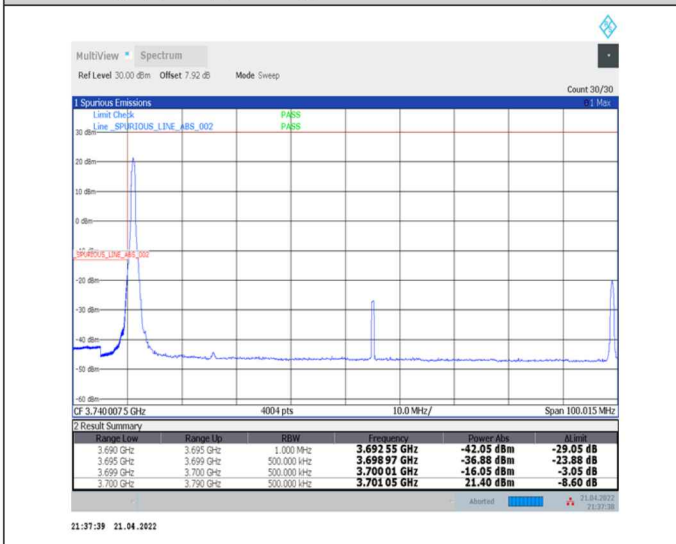 MultiView Spectrum
Ref Level 30.00 dBm Offset 7.92 dB Mode Sweep
Count 30/30
1 Spurious Emissions 1 Max
Limit Check PASS
Line _SPURIOUS_LINE_ABS_002 PASS
30 dBm
20 dBm
10 dBm
0 dBm
_SPURIOUS_LINE_ABS_002
-20 dBm
-30 dBm
-40 dBm
-50 dBm
-60 dBm
CF 3.7400075 GHz 4004 pts 10.0 MHz/ Span 100.015 MHz
2 Result Summary
Range Low Range Up RBW Frequency Power Abs ΔLimit
3.690 GHz 3.695 GHz 1.000 MHz 3.692 55 MHz -42.05 dBm -29.05 dB
3.695 GHz 3.699 GHz 500.000 kHz 3.698 97 MHz -36.88 dBm -23.88 dB
3.699 GHz 3.700 GHz 500.000 kHz 3.700 01 MHz -16.05 dBm -3.05 dB
3.700 GHz 3.790 GHz 500.000 kHz 3.701 05 MHz 21.40 dBm -8.60 dB
Aborted 21.04.2022
21:37:38
21:37:39 21.04.2022